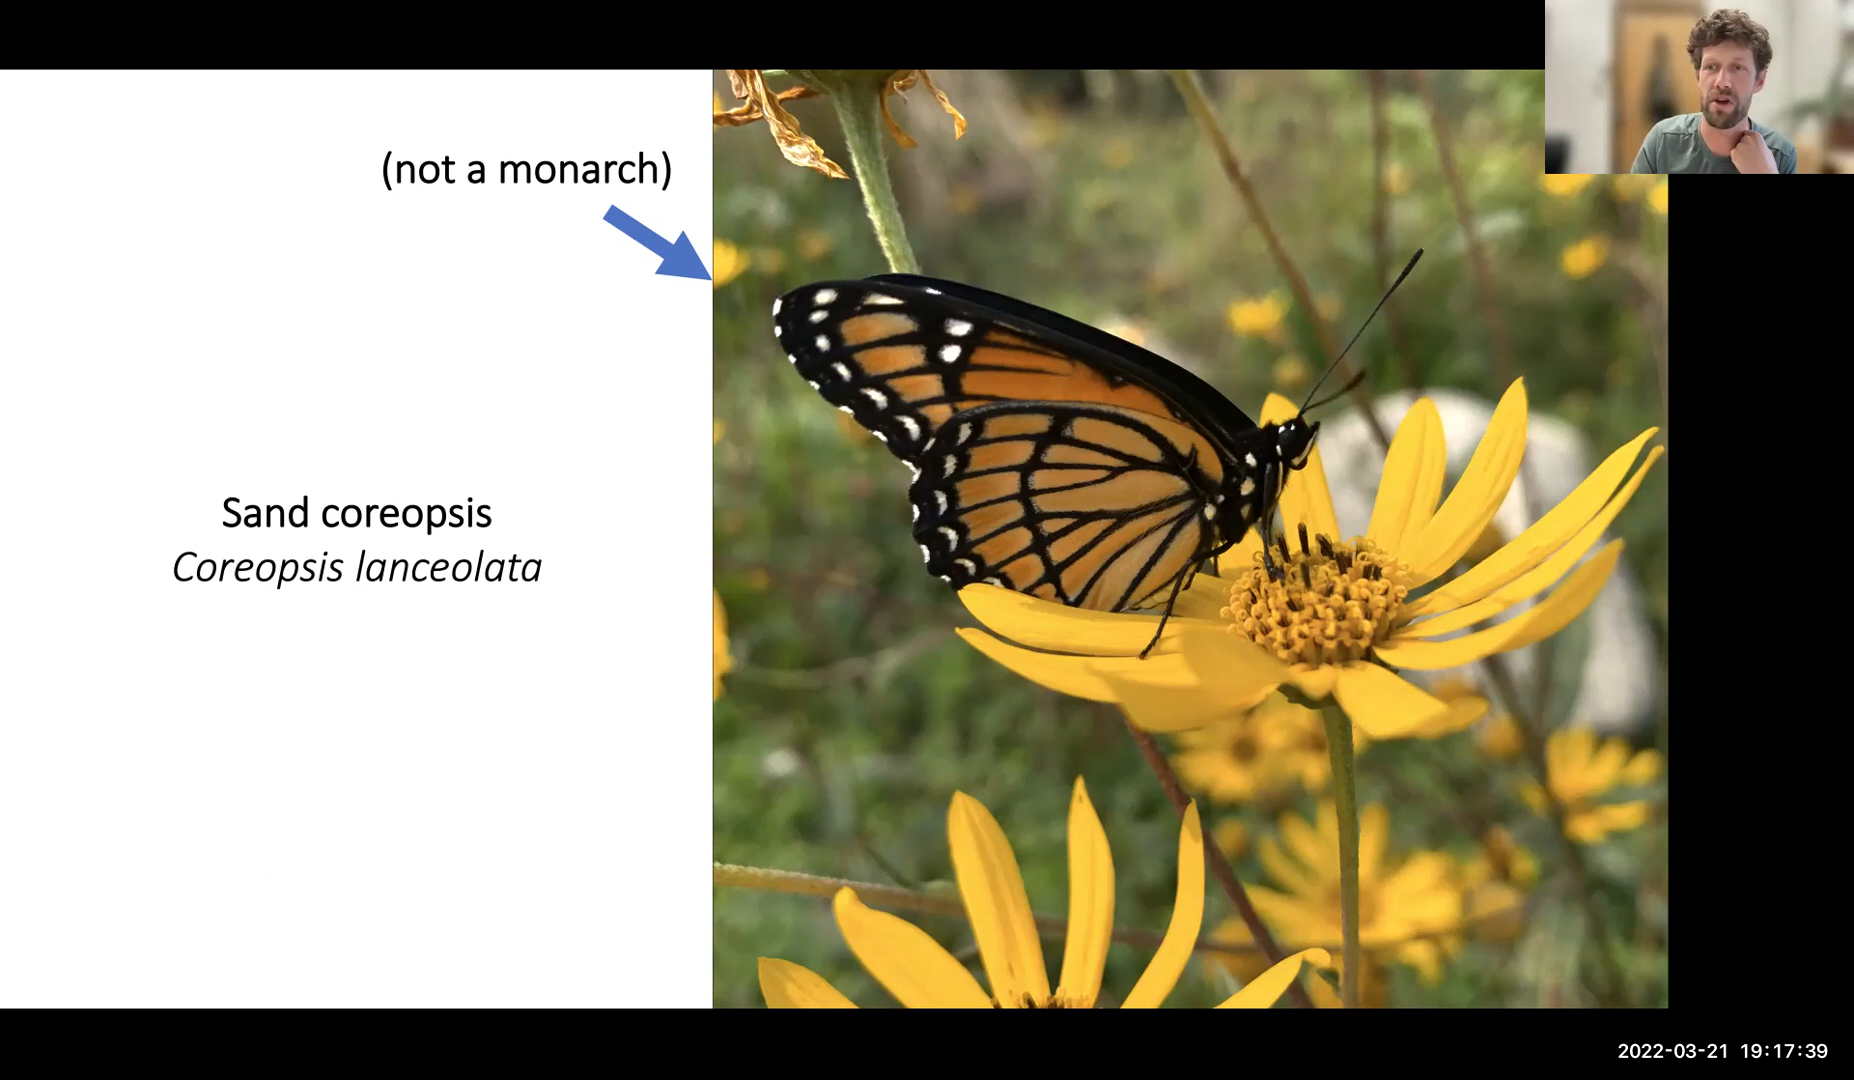 (not a monarch)
Sand coreopsis
Coreopsis lanceolata
2022-03-21 19:17:39